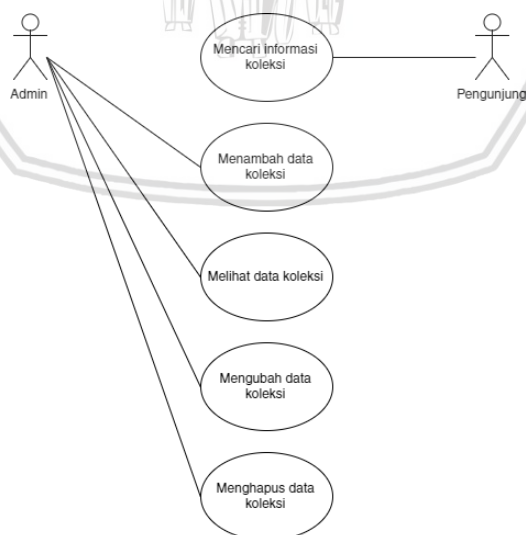 Mencari informasi
koleksi
Admin
Pengunjung
Menambah data
koleksi
Melihat data koleksi
Mengubah data
koleksi
Menghapus data
koleksi